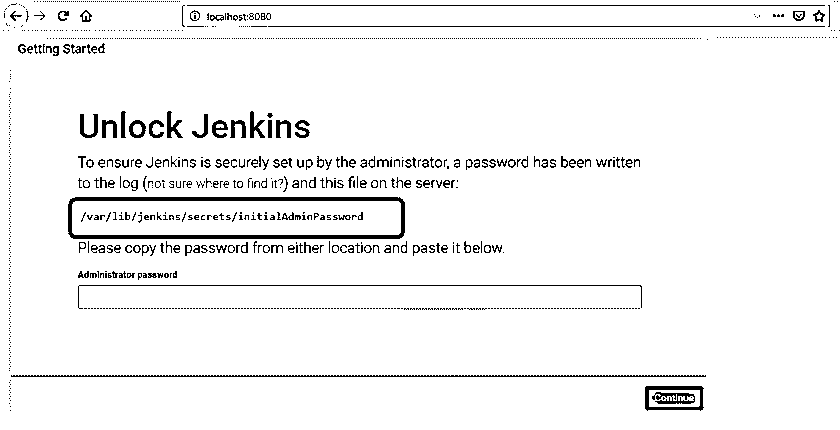 localhost:8080
Getting Started
Unlock Jenkins
To ensure Jenkins is securely set up by the administrator, a password has been written
to the log (not sure where to find it?) and this file on the server:
/var/lib/jenkins/secrets/initialAdminPassword
Please copy the password from either location and paste it below.
Administrator password
Continue